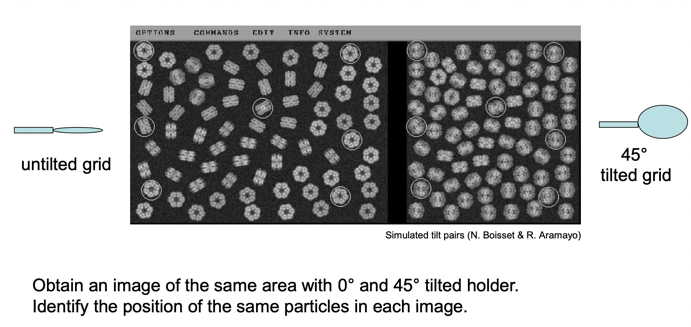 OPTIONS COMMANDS EDIT INFO SYSTEM
untilted grid
45°
tilted grid
Simulated tilt pairs (N. Boisset & R. Aramayo)
Obtain an image of the same area with 0° and 45° tilted holder.
Identify the position of the same particles in each image.